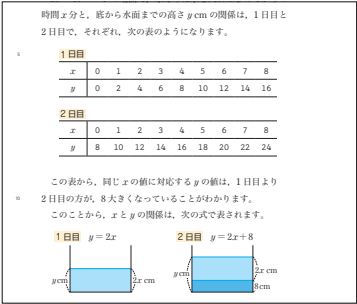 時間x分と，底から水面までの高さy cmの関係は，1日目と
2日目で，それぞれ，次の表のようになります。
5
1日目
x 0 1 2 3 4 5 6 7 8
y 0 2 4 6 8 10 12 14 16
2日目
x 0 1 2 3 4 5 6 7 8
y 8 10 12 14 16 18 20 22 24
この表から，同じxの値に対応するyの値は，1日目より
10
2日目の方が，8大きくなっていることがわかります。
このことから，xとyの関係は，次の式で表されます。
1日目 y=2x
2日目 y=2x+8
y cm 2x cm
y cm 2x cm
8cm